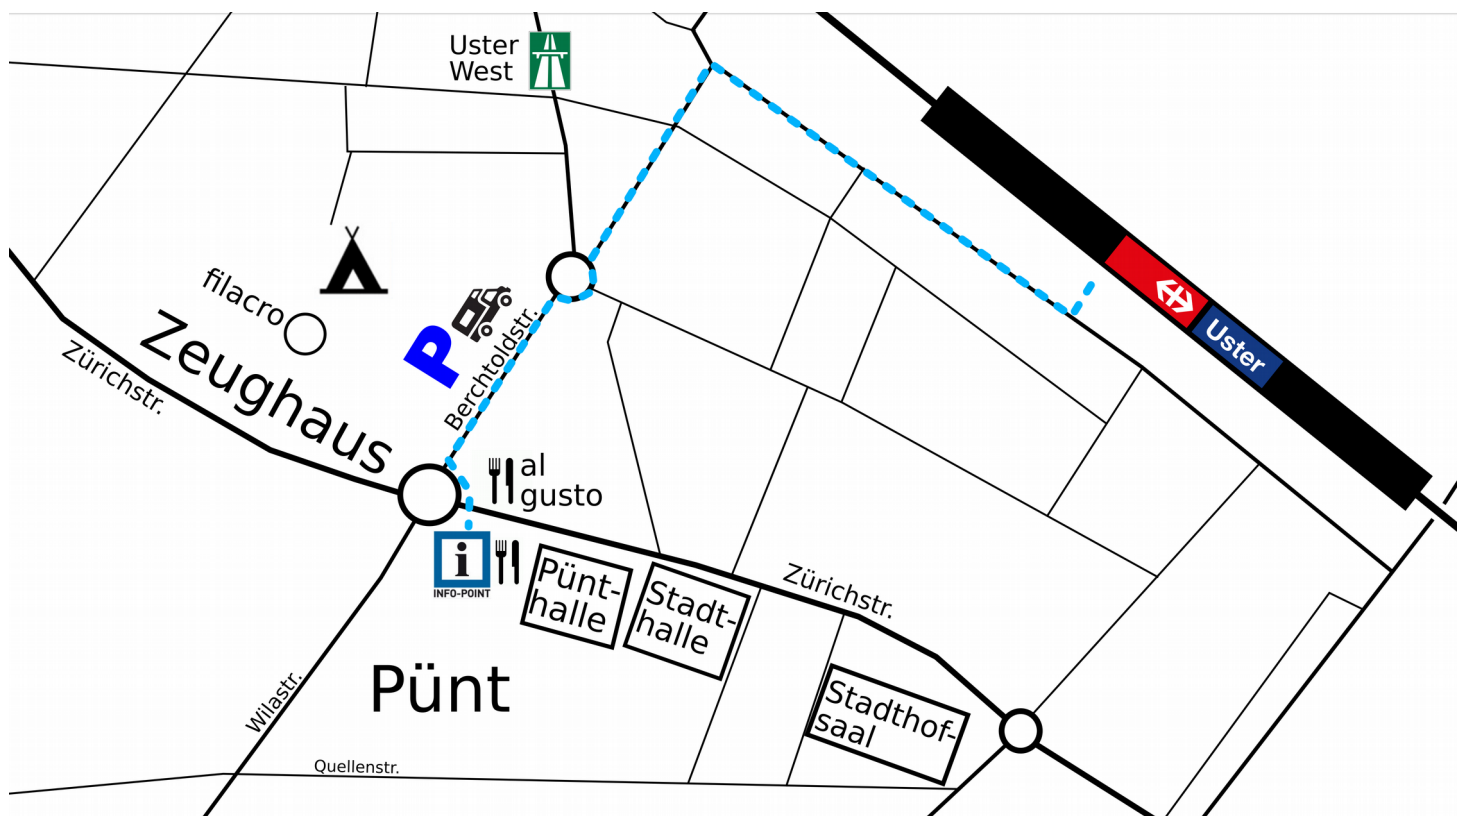 Uster
West
filacro
Zeughaus
Zürichstr.
P
Berchtoldstr.
Uster
al
gusto
i
INFO-POINT
Pünt-
halle
Stadt-
halle
Zürichstr.
Stadthof-
saal
Pünt
Wilastr.
Quellenstr.